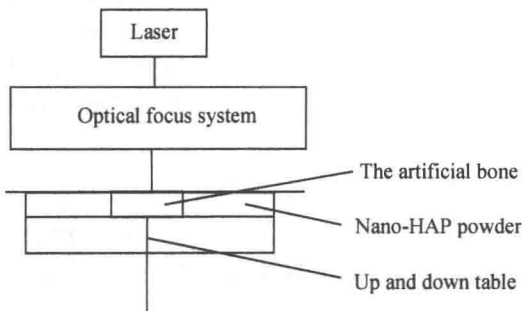 Laser
Optical focus system
The artificial bone
Nano-HAP powder
Up and down table